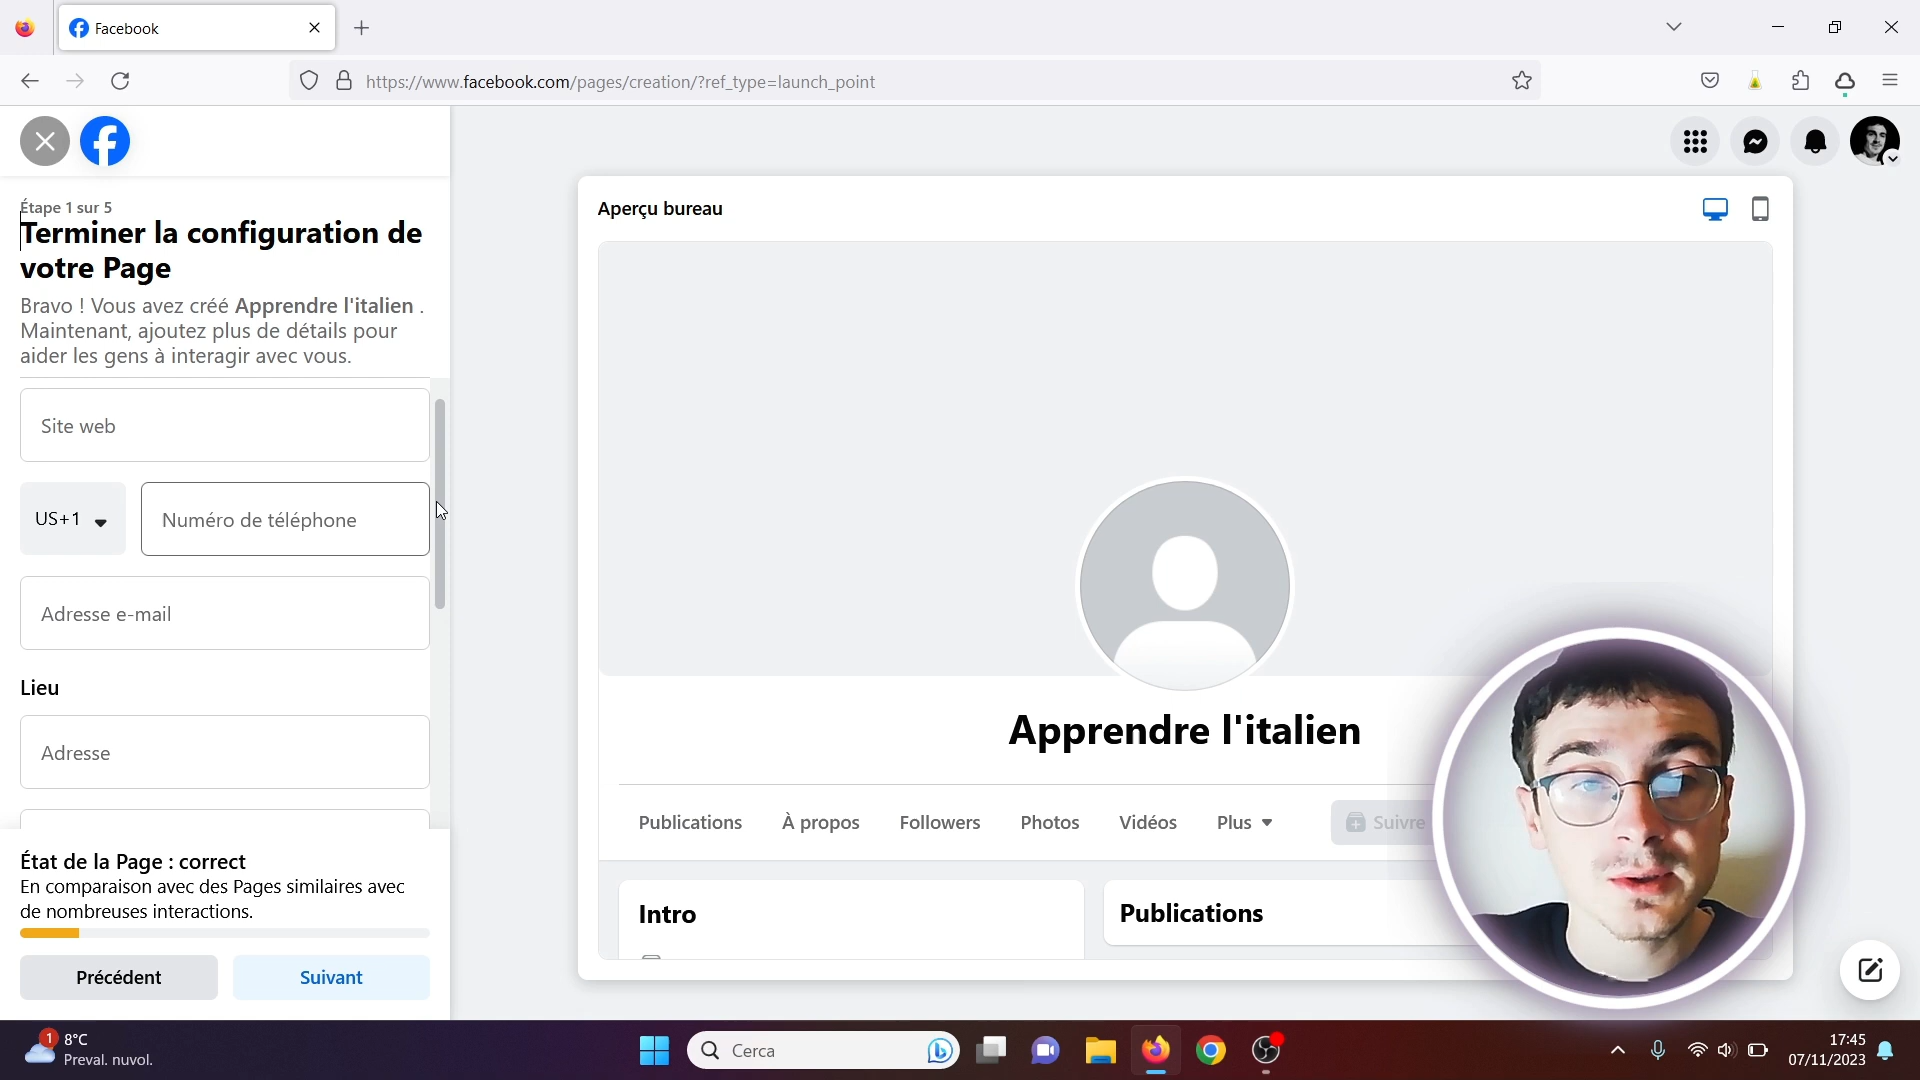 Facebook
https://www.facebook.com/pages/creation/?ref_type=launch_point
Étape 1 sur 5
Terminer la configuration de
votre Page
Bravo ! Vous avez créé Apprendre l'italien .
Maintenant, ajoutez plus de détails pour
aider les gens à interagir avec vous.
Site web
US+1
Numéro de téléphone
Adresse e-mail
Lieu
Adresse
État de la Page : correct
En comparaison avec des Pages similaires avec
de nombreuses interactions.
Précédent
Suivant
Aperçu bureau
Apprendre l'italien
Publications
À propos
Followers
Photos
Vidéos
Plus
Suivre
Intro
Publications
1
8°C
Preval. nuvol.
Cerca
17:45
07/11/2023